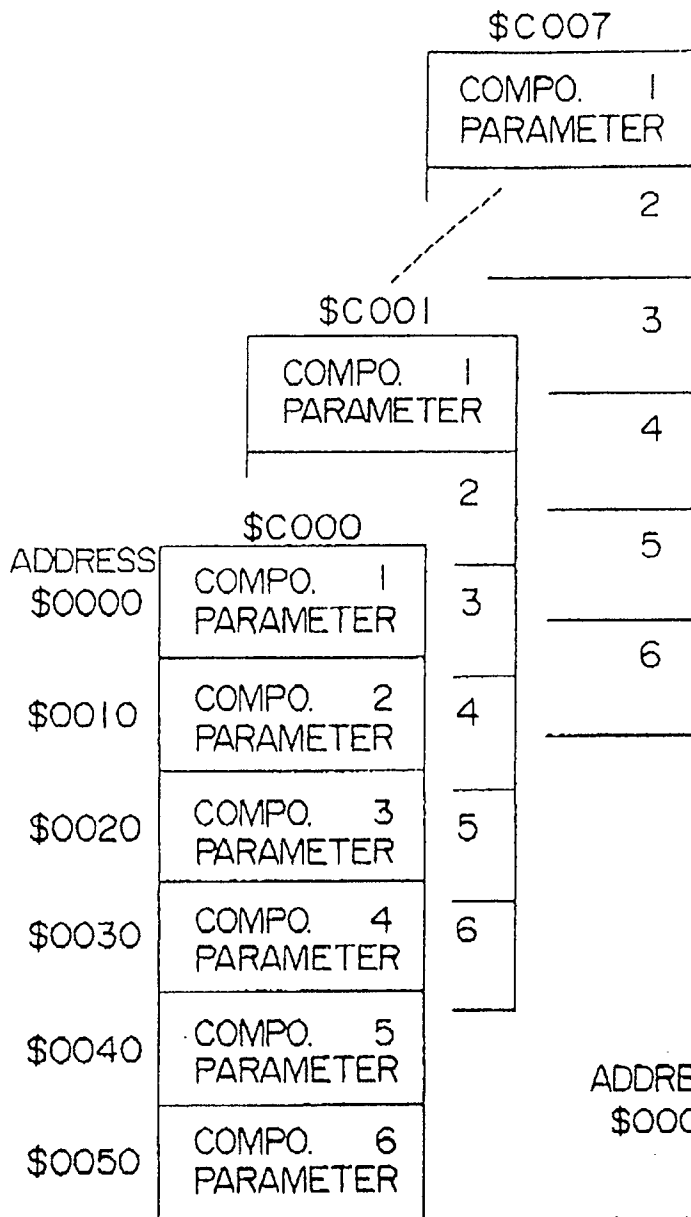 $C007
COMPO. 1
PARAMETER
2
3
4
5
6
$C001
COMPO. 1
PARAMETER
2
3
4
5
6
$C000
ADDRESS
$0000
COMPO. 1
PARAMETER
$0010
COMPO. 2
PARAMETER
$0020
COMPO. 3
PARAMETER
$0030
COMPO. 4
PARAMETER
$0040
COMPO. 5
PARAMETER
$0050
COMPO. 6
PARAMETER